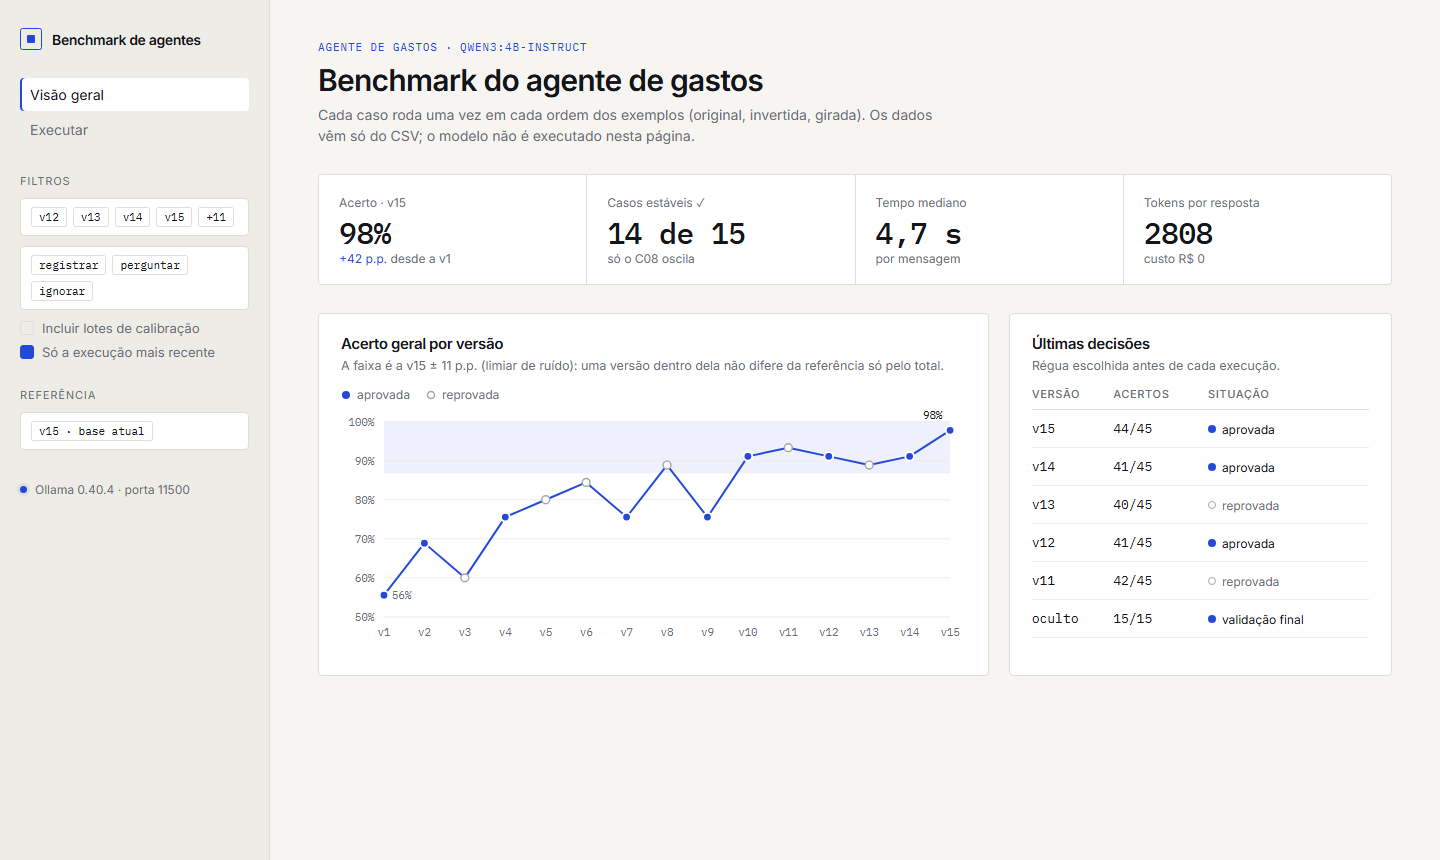 Benchmark de agentes
Visão geral
Executar
FILTROS
v12 v13 v14 v15 +11
registrar perguntar
ignorar
Incluir lotes de calibração
Só a execução mais recente
REFERÊNCIA
v15 · base atual
Ollama 0.40.4 · porta 11500
AGENTE DE GASTOS · QWEN3:4B-INSTRUCT
Benchmark do agente de gastos
Cada caso roda uma vez em cada ordem dos exemplos (original, invertida, girada). Os dados
vêm só do CSV; o modelo não é executado nesta página.
Acerto · v15
98%
+42 p.p. desde a v1
Casos estáveis ✓
14 de 15
só o C08 oscila
Tempo mediano
4,7 s
por mensagem
Tokens por resposta
2808
custo R$ 0
Acerto geral por versão
A faixa é a v15 ± 11 p.p. (limiar de ruído): uma versão dentro dela não difere da referência só pelo total.
aprovada reprovada
98%
100%
90%
80%
70%
60%
56%
50%
v1 v2 v3 v4 v5 v6 v7 v8 v9 v10 v11 v12 v13 v14 v15
Últimas decisões
Régua escolhida antes de cada execução.
VERSÃO ACERTOS SITUAÇÃO
v15 44/45 aprovada
v14 41/45 aprovada
v13 40/45 reprovada
v12 41/45 aprovada
v11 42/45 reprovada
oculto 15/15 validação final